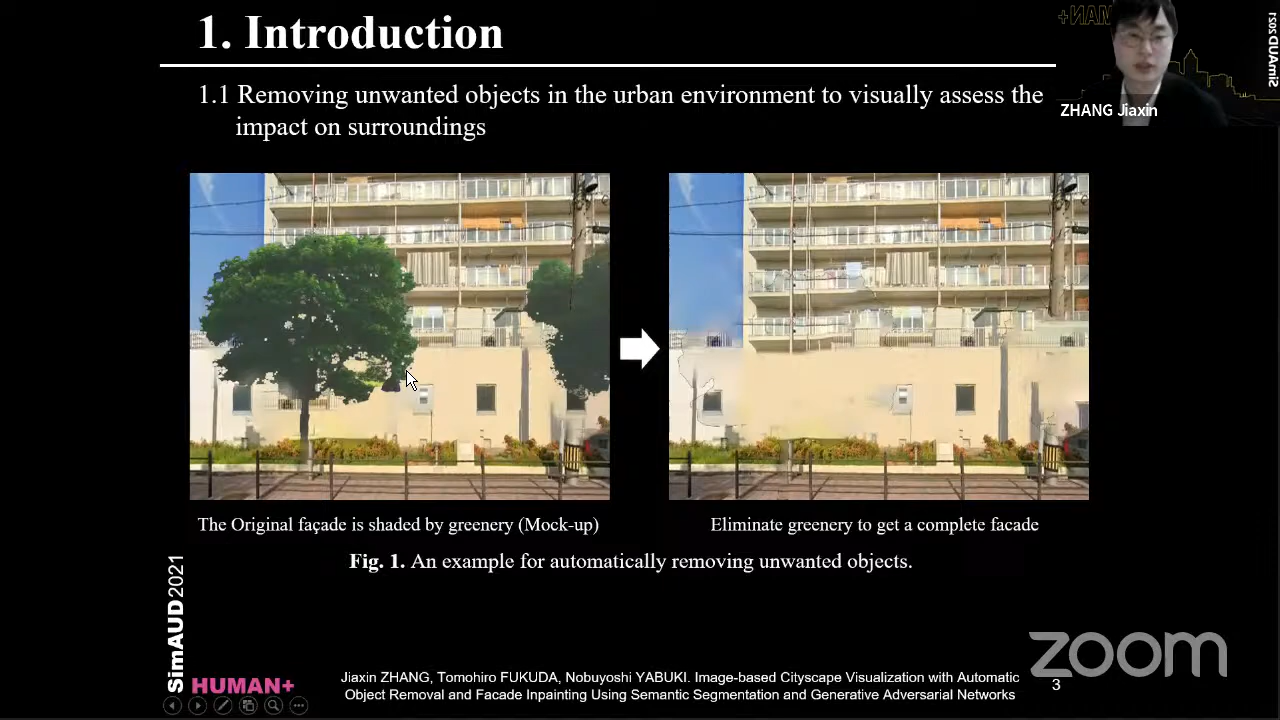 1. Introduction
1.1 Removing unwanted objects in the urban environment to visually assess the
impact on surroundings
ZHANG Jiaxin
The Original façade is shaded by greenery (Mock-up)
Eliminate greenery to get a complete facade
Fig. 1. An example for automatically removing unwanted objects.
SimAUD2021
HUMAN+
Jiaxin ZHANG, Tomohiro FUKUDA, Nobuyoshi YABUKI. Image-based Cityscape Visualization with Automatic
Object Removal and Facade Inpainting Using Semantic Segmentation and Generative Adversarial Networks
3
zoom
SimAUD 2021